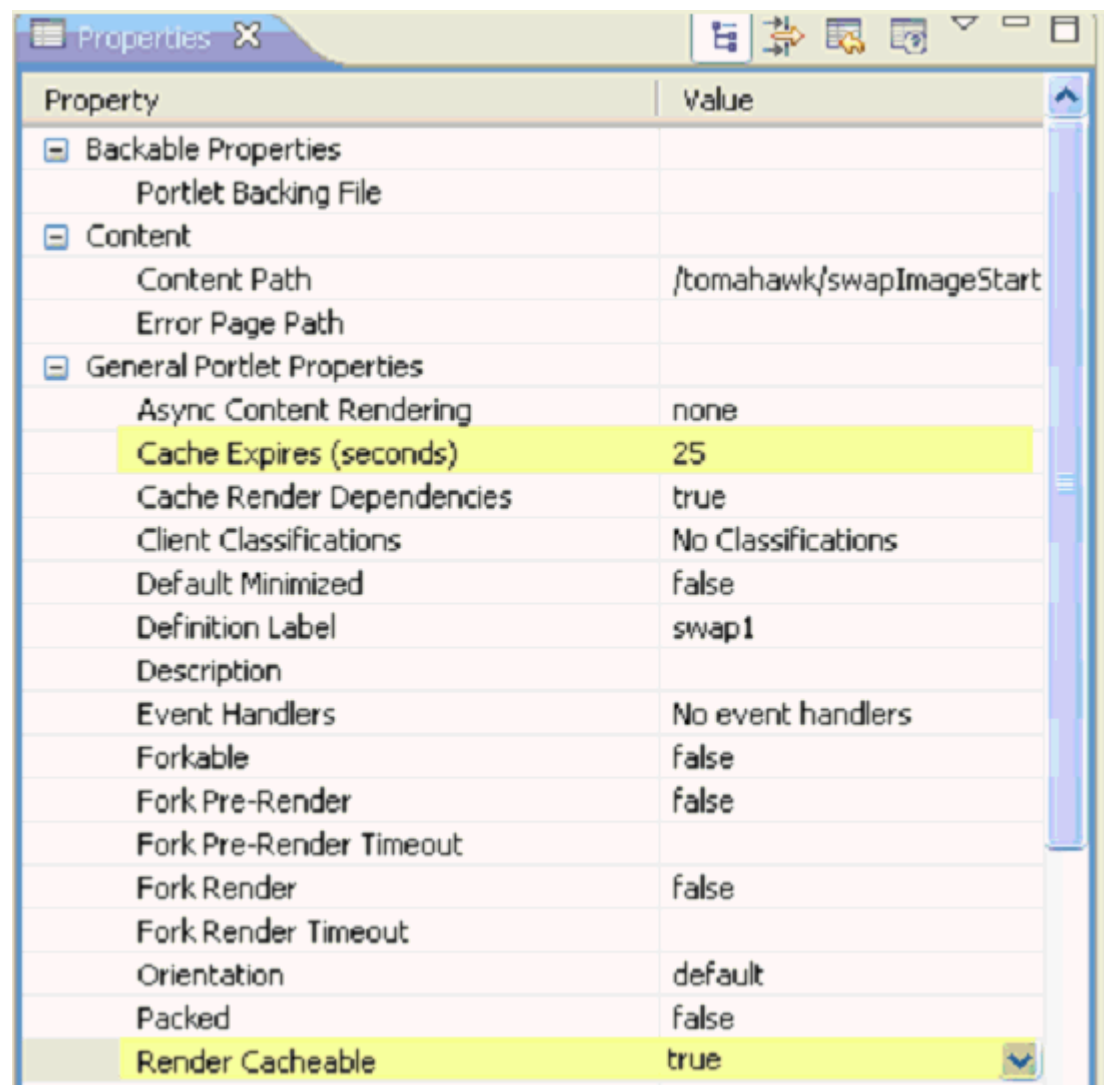 Properties
Property Value
Backable Properties
Portlet Backing File
Content
Content Path /tomahawk/swapImageStart
Error Page Path
General Portlet Properties
Async Content Rendering none
Cache Expires (seconds) 25
Cache Render Dependencies true
Client Classifications No Classifications
Default Minimized false
Definition Label swap1
Description
Event Handlers No event handlers
Forkable false
Fork Pre-Render false
Fork Pre-Render Timeout
Fork Render false
Fork Render Timeout
Orientation default
Packed false
Render Cacheable true